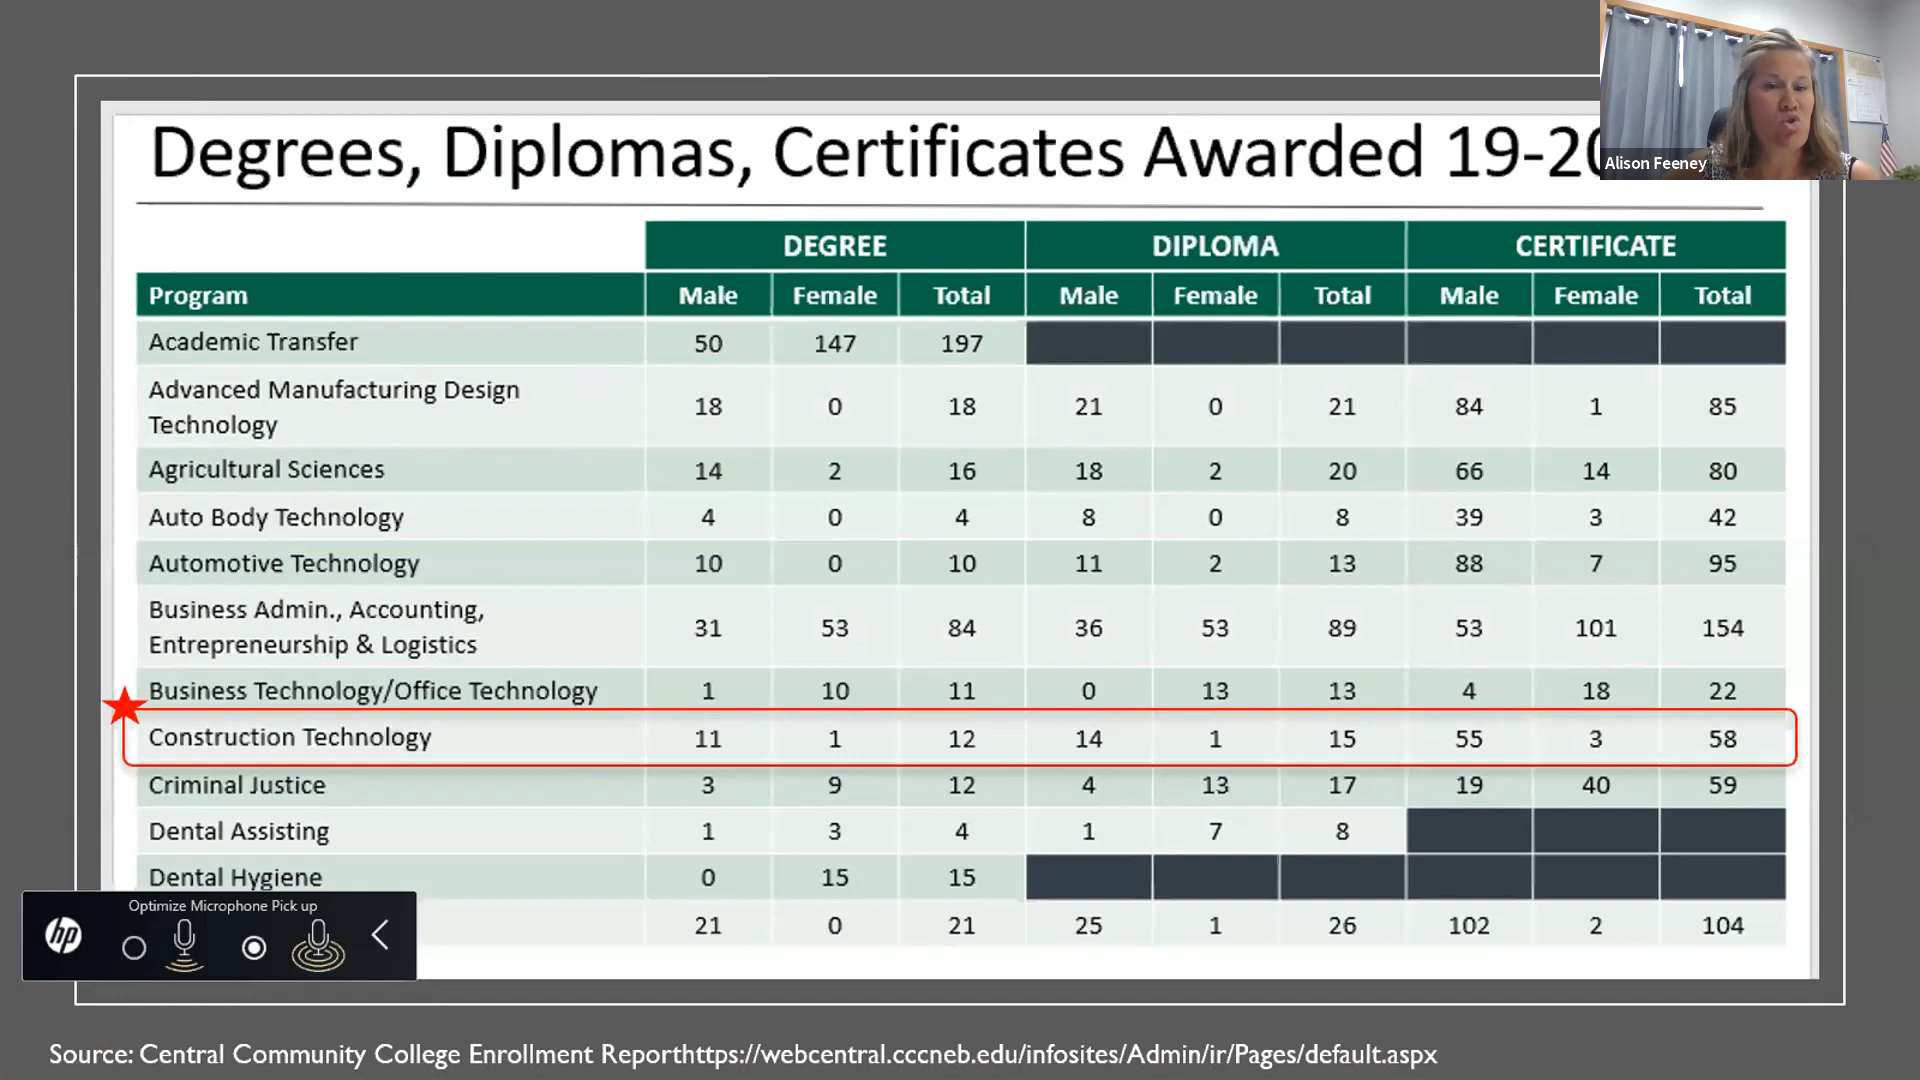 Degrees, Diplomas, Certificates Awarded 19-20
Alison Feeney
DEGREE DIPLOMA CERTIFICATE
Program Male Female Total Male Female Total Male Female Total
Academic Transfer 50 147 197
Advanced Manufacturing Design
Technology 18 0 18 21 0 21 84 1 85
Agricultural Sciences 14 2 16 18 2 20 66 14 80
Auto Body Technology 4 0 4 8 0 8 39 3 42
Automotive Technology 10 0 10 11 2 13 88 7 95
Business Admin., Accounting,
Entrepreneurship & Logistics 31 53 84 36 53 89 53 101 154
Business Technology/Office Technology 1 10 11 0 13 13 4 18 22
Construction Technology 11 1 12 14 1 15 55 3 58
Criminal Justice 3 9 12 4 13 17 19 40 59
Dental Assisting 1 3 4 1 7 8
Dental Hygiene 0 15 15
21 0 21 25 1 26 102 2 104
Optimize Microphone Pick up
hp
Source: Central Community College Enrollment Reporthttps://webcentral.cccneb.edu/infosites/Admin/ir/Pages/default.aspx